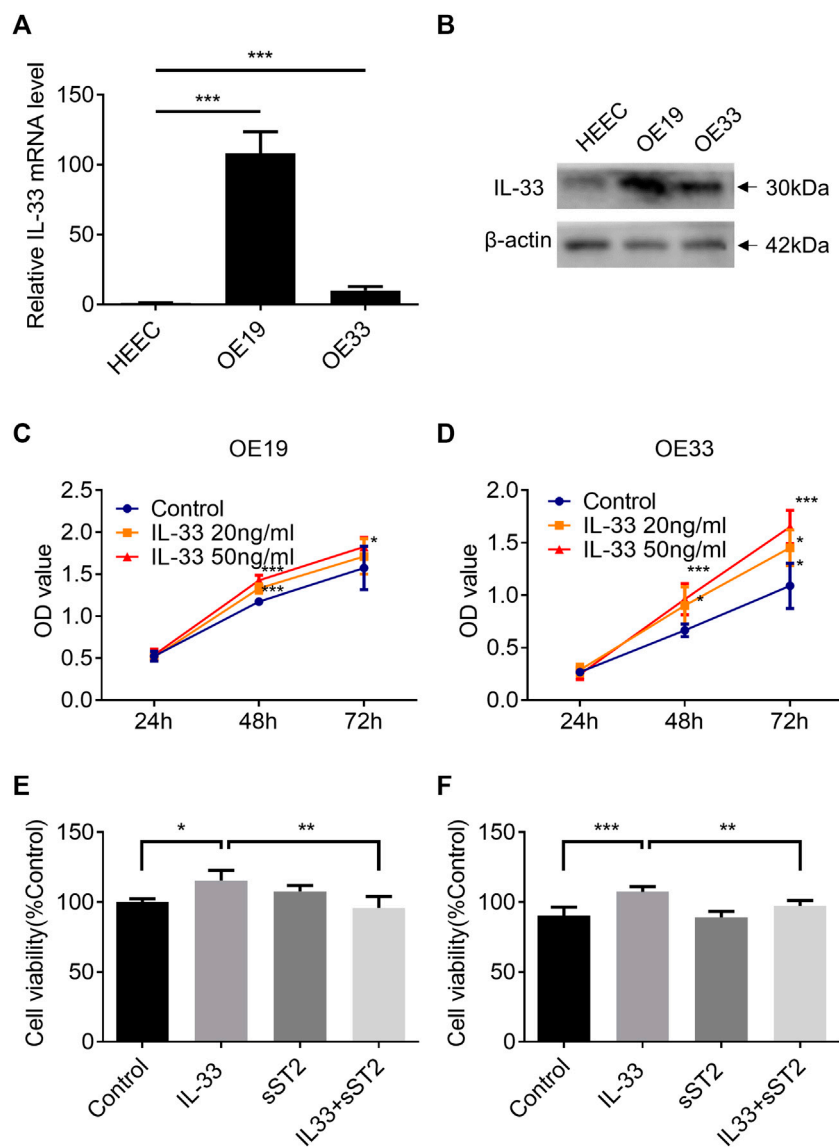 A
Relative IL-33 mRNA level
150
100
50
0
***
***
HEEC
OE19
OE33
B
HEEC
OE19
OE33
IL-33
30kDa
β-actin
42kDa
C
OE19
OD value
2.5
2.0
1.5
1.0
0.5
0.0
Control
IL-33 20ng/ml
IL-33 50ng/ml
***
***
*
24h
48h
72h
D
OE33
OD value
2.0
1.5
1.0
0.5
0.0
Control
IL-33 20ng/ml
IL-33 50ng/ml
***
*
***
*
*
24h
48h
72h
E
Cell viability(%Control)
150
100
50
0
*
**
Control
IL-33
sST2
IL33+sST2
F
Cell viability(%Control)
150
100
50
0
***
**
Control
IL-33
sST2
IL33+sST2